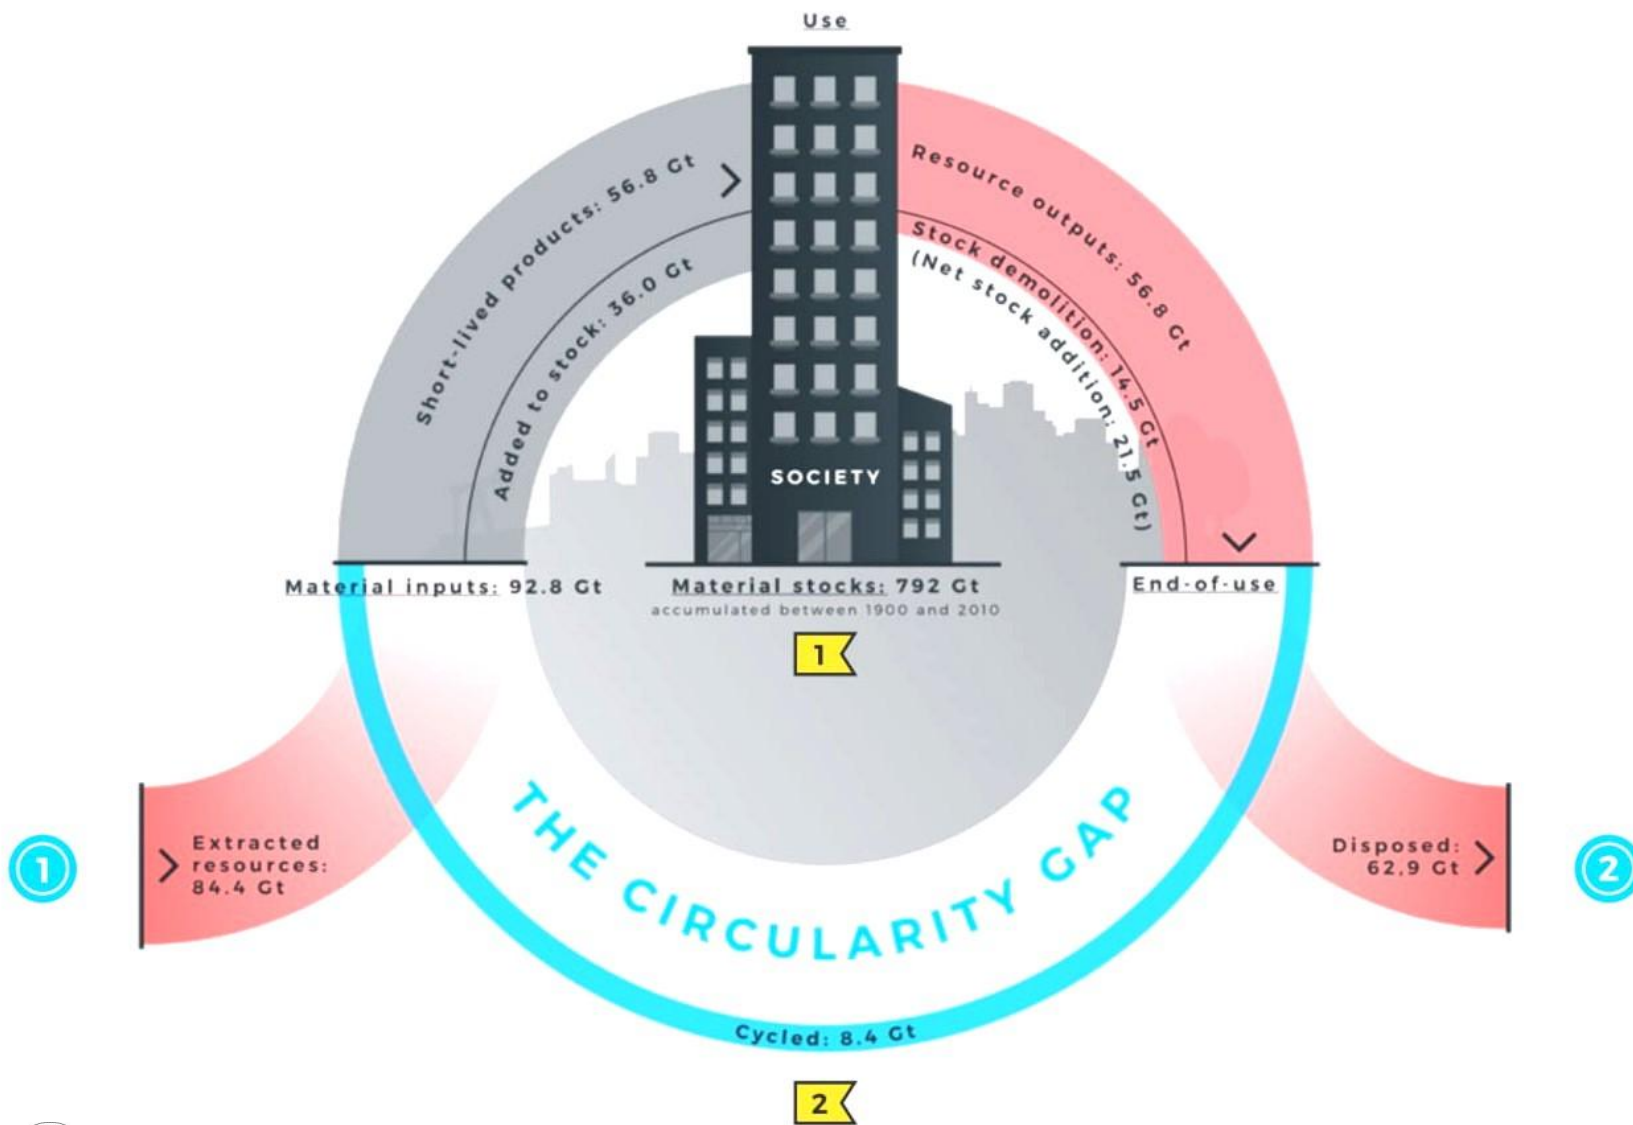 Use
Short-lived products: 56.8 Gt
Added to stock: 36.0 Gt
Resource outputs: 56.8 Gt
Stock demolition: 14.5 Gt
(Net stock addition: 21.5 Gt)
SOCIETY
Material inputs: 92.8 Gt
Material stocks: 792 Gt
accumulated between 1900 and 2010
End-of-use
1
1
Extracted
resources:
84.4 Gt
Disposed:
62,9 Gt
2
THE CIRCULARITY GAP
Cycled: 8.4 Gt
2